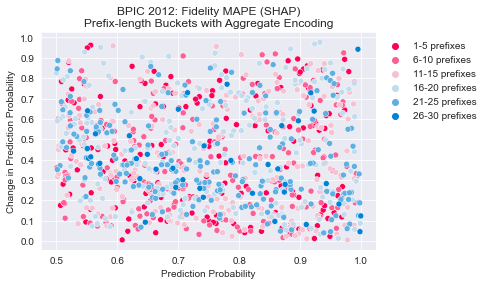 BPIC 2012: Fidelity MAPE (SHAP)
Prefix-length Buckets with Aggregate Encoding
Change in Prediction Probability
1.0
0.9
0.8
0.7
0.6
0.5
0.4
0.3
0.2
0.1
0.0
0.5
0.6
0.7
0.8
0.9
1.0
Prediction Probability
1-5 prefixes
6-10 prefixes
11-15 prefixes
16-20 prefixes
21-25 prefixes
26-30 prefixes